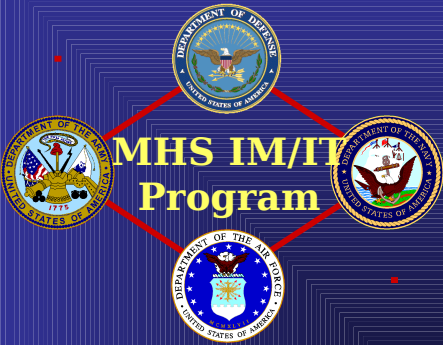 DEPARTMENT OF DEFENSE
UNITED STATES OF AMERICA
MHS IM/IT
Program
DEPARTMENT OF THE ARMY
UNITED STATES OF AMERICA
1775
DEPARTMENT OF THE NAVY
UNITED STATES OF AMERICA
DEPARTMENT OF THE AIR FORCE
MCMXLVII
UNITED STATES OF AMERICA